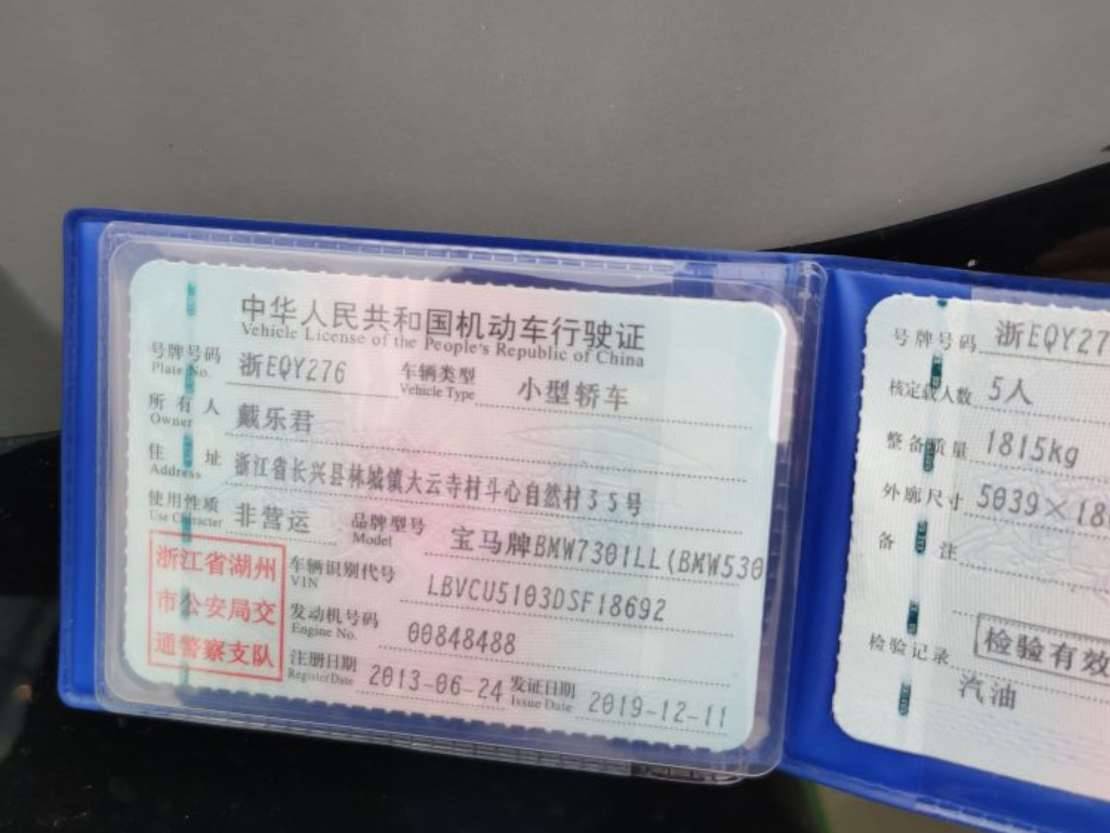 中华人民共和国机动车行驶证
Vehicle License of the People's Republic of China
号牌号码 浙EQY276 车辆类型 小型轿车
Plate No. Vehicle Type
所有人 戴乐君
Owner
住址 浙江省长兴县林城镇大云寺村斗心自然村35号
Address
使用性质 非营运 品牌型号 宝马牌BMW7301LL(BMW530
Use Character Model
浙江省湖州
市公安局交
通警察支队
车辆识别代号 LBVCU5103DSF18692
VIN
发动机号码 00848488
Engine No.
注册日期 2013-06-24 发证日期 2019-12-11
Register Date Issue Date
号牌号码 浙EQY27
核定载人数 5人
整备质量 1815kg
外廓尺寸 5039×18
备注
检验记录 检验有效
汽油